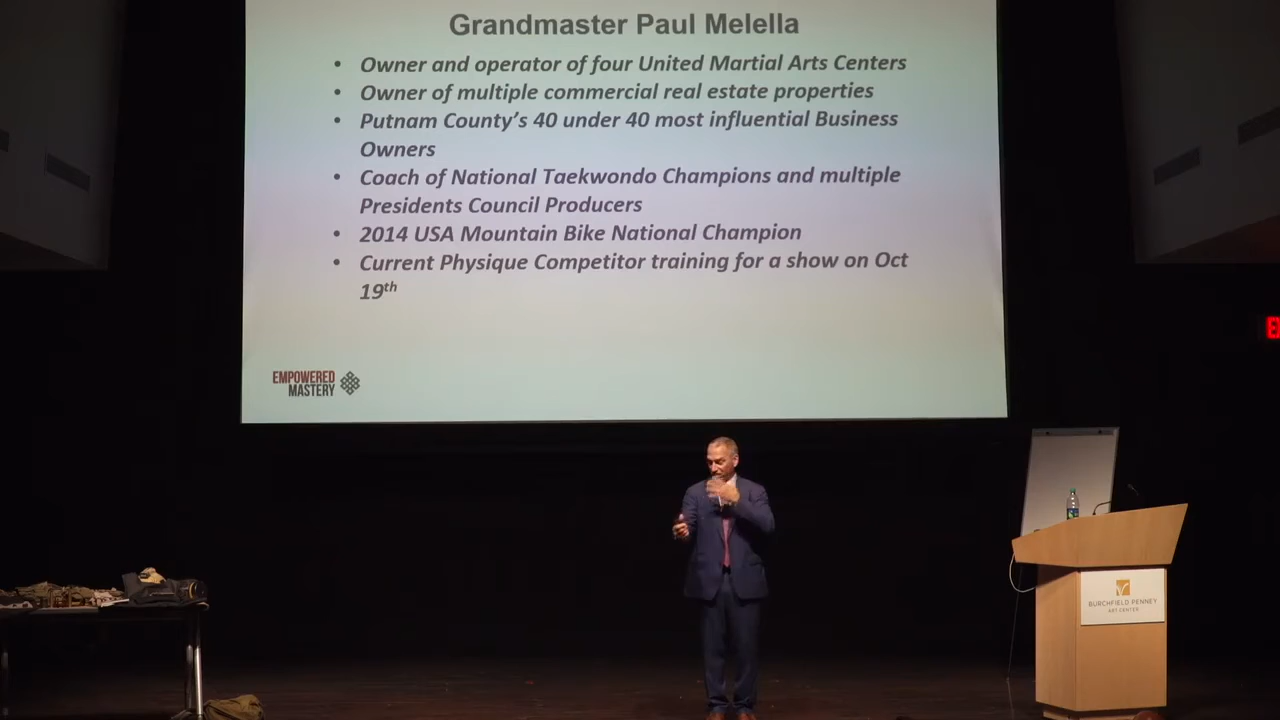 Grandmaster Paul Melella
• Owner and operator of four United Martial Arts Centers
• Owner of multiple commercial real estate properties
• Putnam County's 40 under 40 most influential Business
Owners
• Coach of National Taekwondo Champions and multiple
Presidents Council Producers
• 2014 USA Mountain Bike National Champion
• Current Physique Competitor training for a show on Oct
19th
EMPOWERED
MASTERY
BURCHFIELD PENNEY
ART CENTER